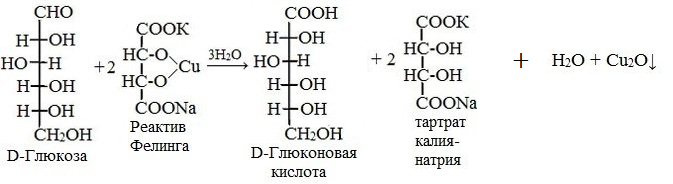 CHO
H OH
HO H
H OH
H OH
CH2OH
D-Глюкоза
+2
COOK
HC-O
HC-O
Cu
COONa
Реактив
Фелинга
3H2O
COOH
H OH
HO H
H OH
H OH
CH2OH
D-Глюконовая
кислота
+ 2
COOK
HC-OH
HC-OH
COONa
тартрат
калия-
натрия
+ H2O + Cu2O↓